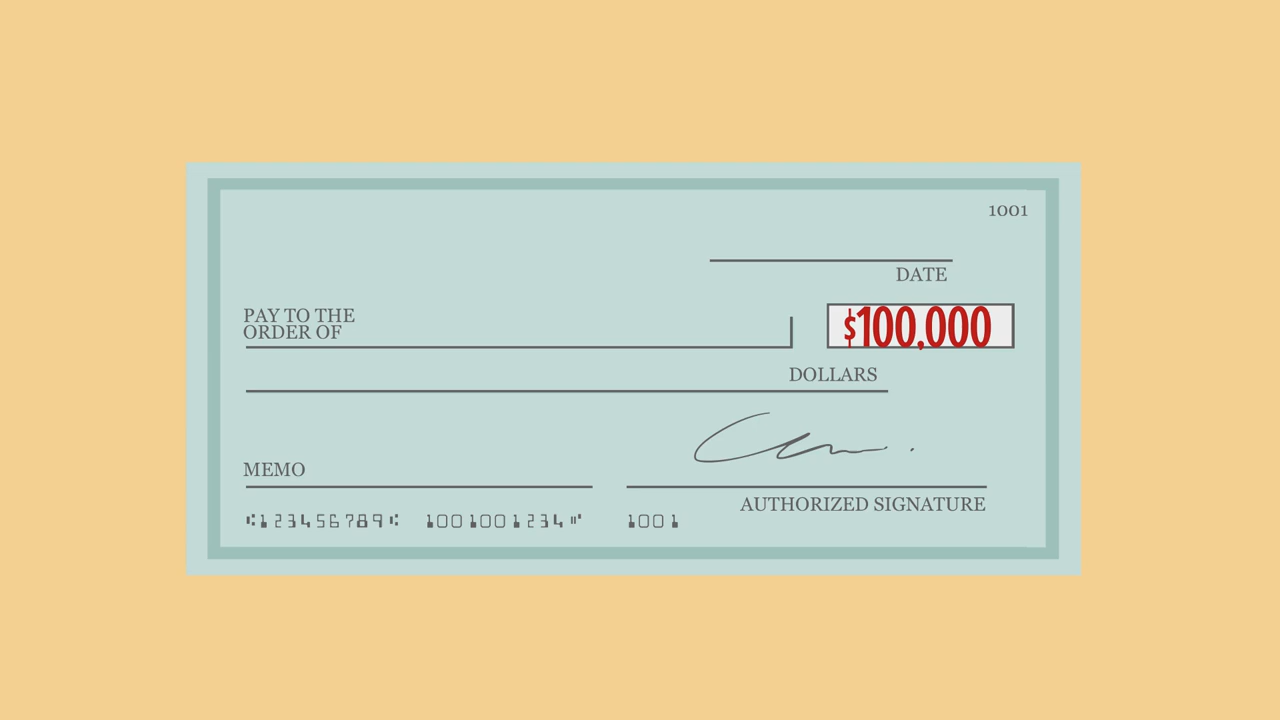 1001
DATE
PAY TO THE
ORDER OF
$100,000
DOLLARS
MEMO
AUTHORIZED SIGNATURE
⑆123456789⑆ 1001001234⑈ 1001